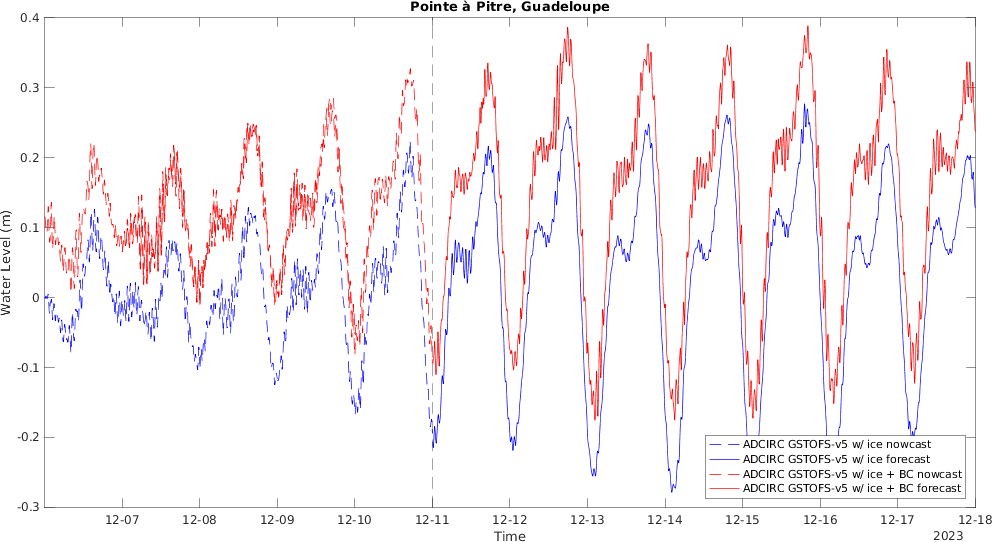 Pointe à Pitre, Guadeloupe
0.4
0.3
0.2
0.1
0
-0.1
-0.2
-0.3
Water Level (m)
ADCIRC GSTOFS-v5 w/ ice nowcast
ADCIRC GSTOFS-v5 w/ ice forecast
ADCIRC GSTOFS-v5 w/ ice + BC nowcast
ADCIRC GSTOFS-v5 w/ ice + BC forecast
12-07 12-08 12-09 12-10 12-11 12-12 12-13 12-14 12-15 12-16 12-17 12-18
Time
2023